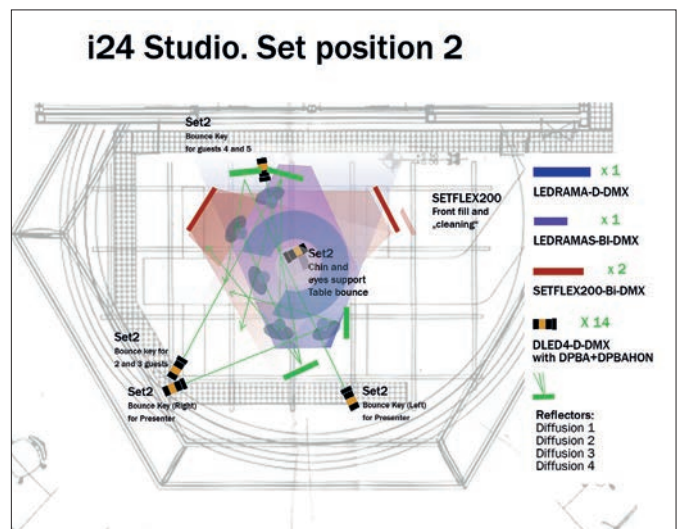 i24 Studio. Set position 2
Set2
Bounce Key
for guests 4 and 5
SETFLEX200
Front fill and
„cleaning“
Set2
Chin and
eyes support
Table bounce
Set2
Bounce key for
2 and 3 guests
Set2
Bounce Key (Right)
for Presenter
Set2
Bounce Key (Left)
for Presenter
x 1
LEDRAMA-D-DMX
x 1
LEDRAMAS-BI-DMX
x 2
SETFLEX200-Bi-DMX
X 14
DLED4-D-DMX
with DPBA+DPBAHON
Reflectors:
Diffusion 1
Diffusion 2
Diffusion 3
Diffusion 4